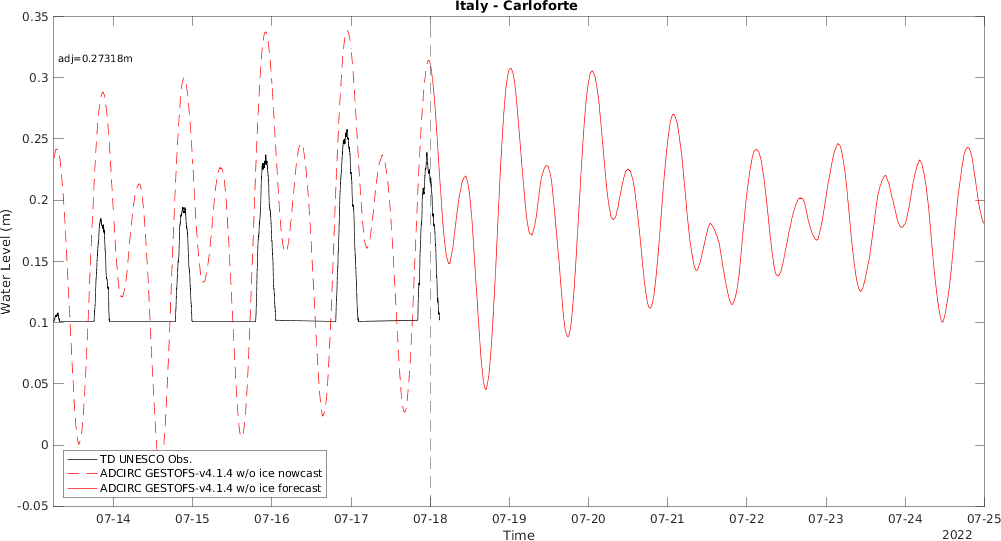 Italy - Carloforte
0.35
adj=0.27318m
0.3
0.25
0.2
0.15
0.1
0.05
0
-0.05
Water Level (m)
TD UNESCO Obs.
ADCIRC GESTOFS-v4.1.4 w/o ice nowcast
ADCIRC GESTOFS-v4.1.4 w/o ice forecast
07-14 07-15 07-16 07-17 07-18 07-19 07-20 07-21 07-22 07-23 07-24 07-25
Time
2022